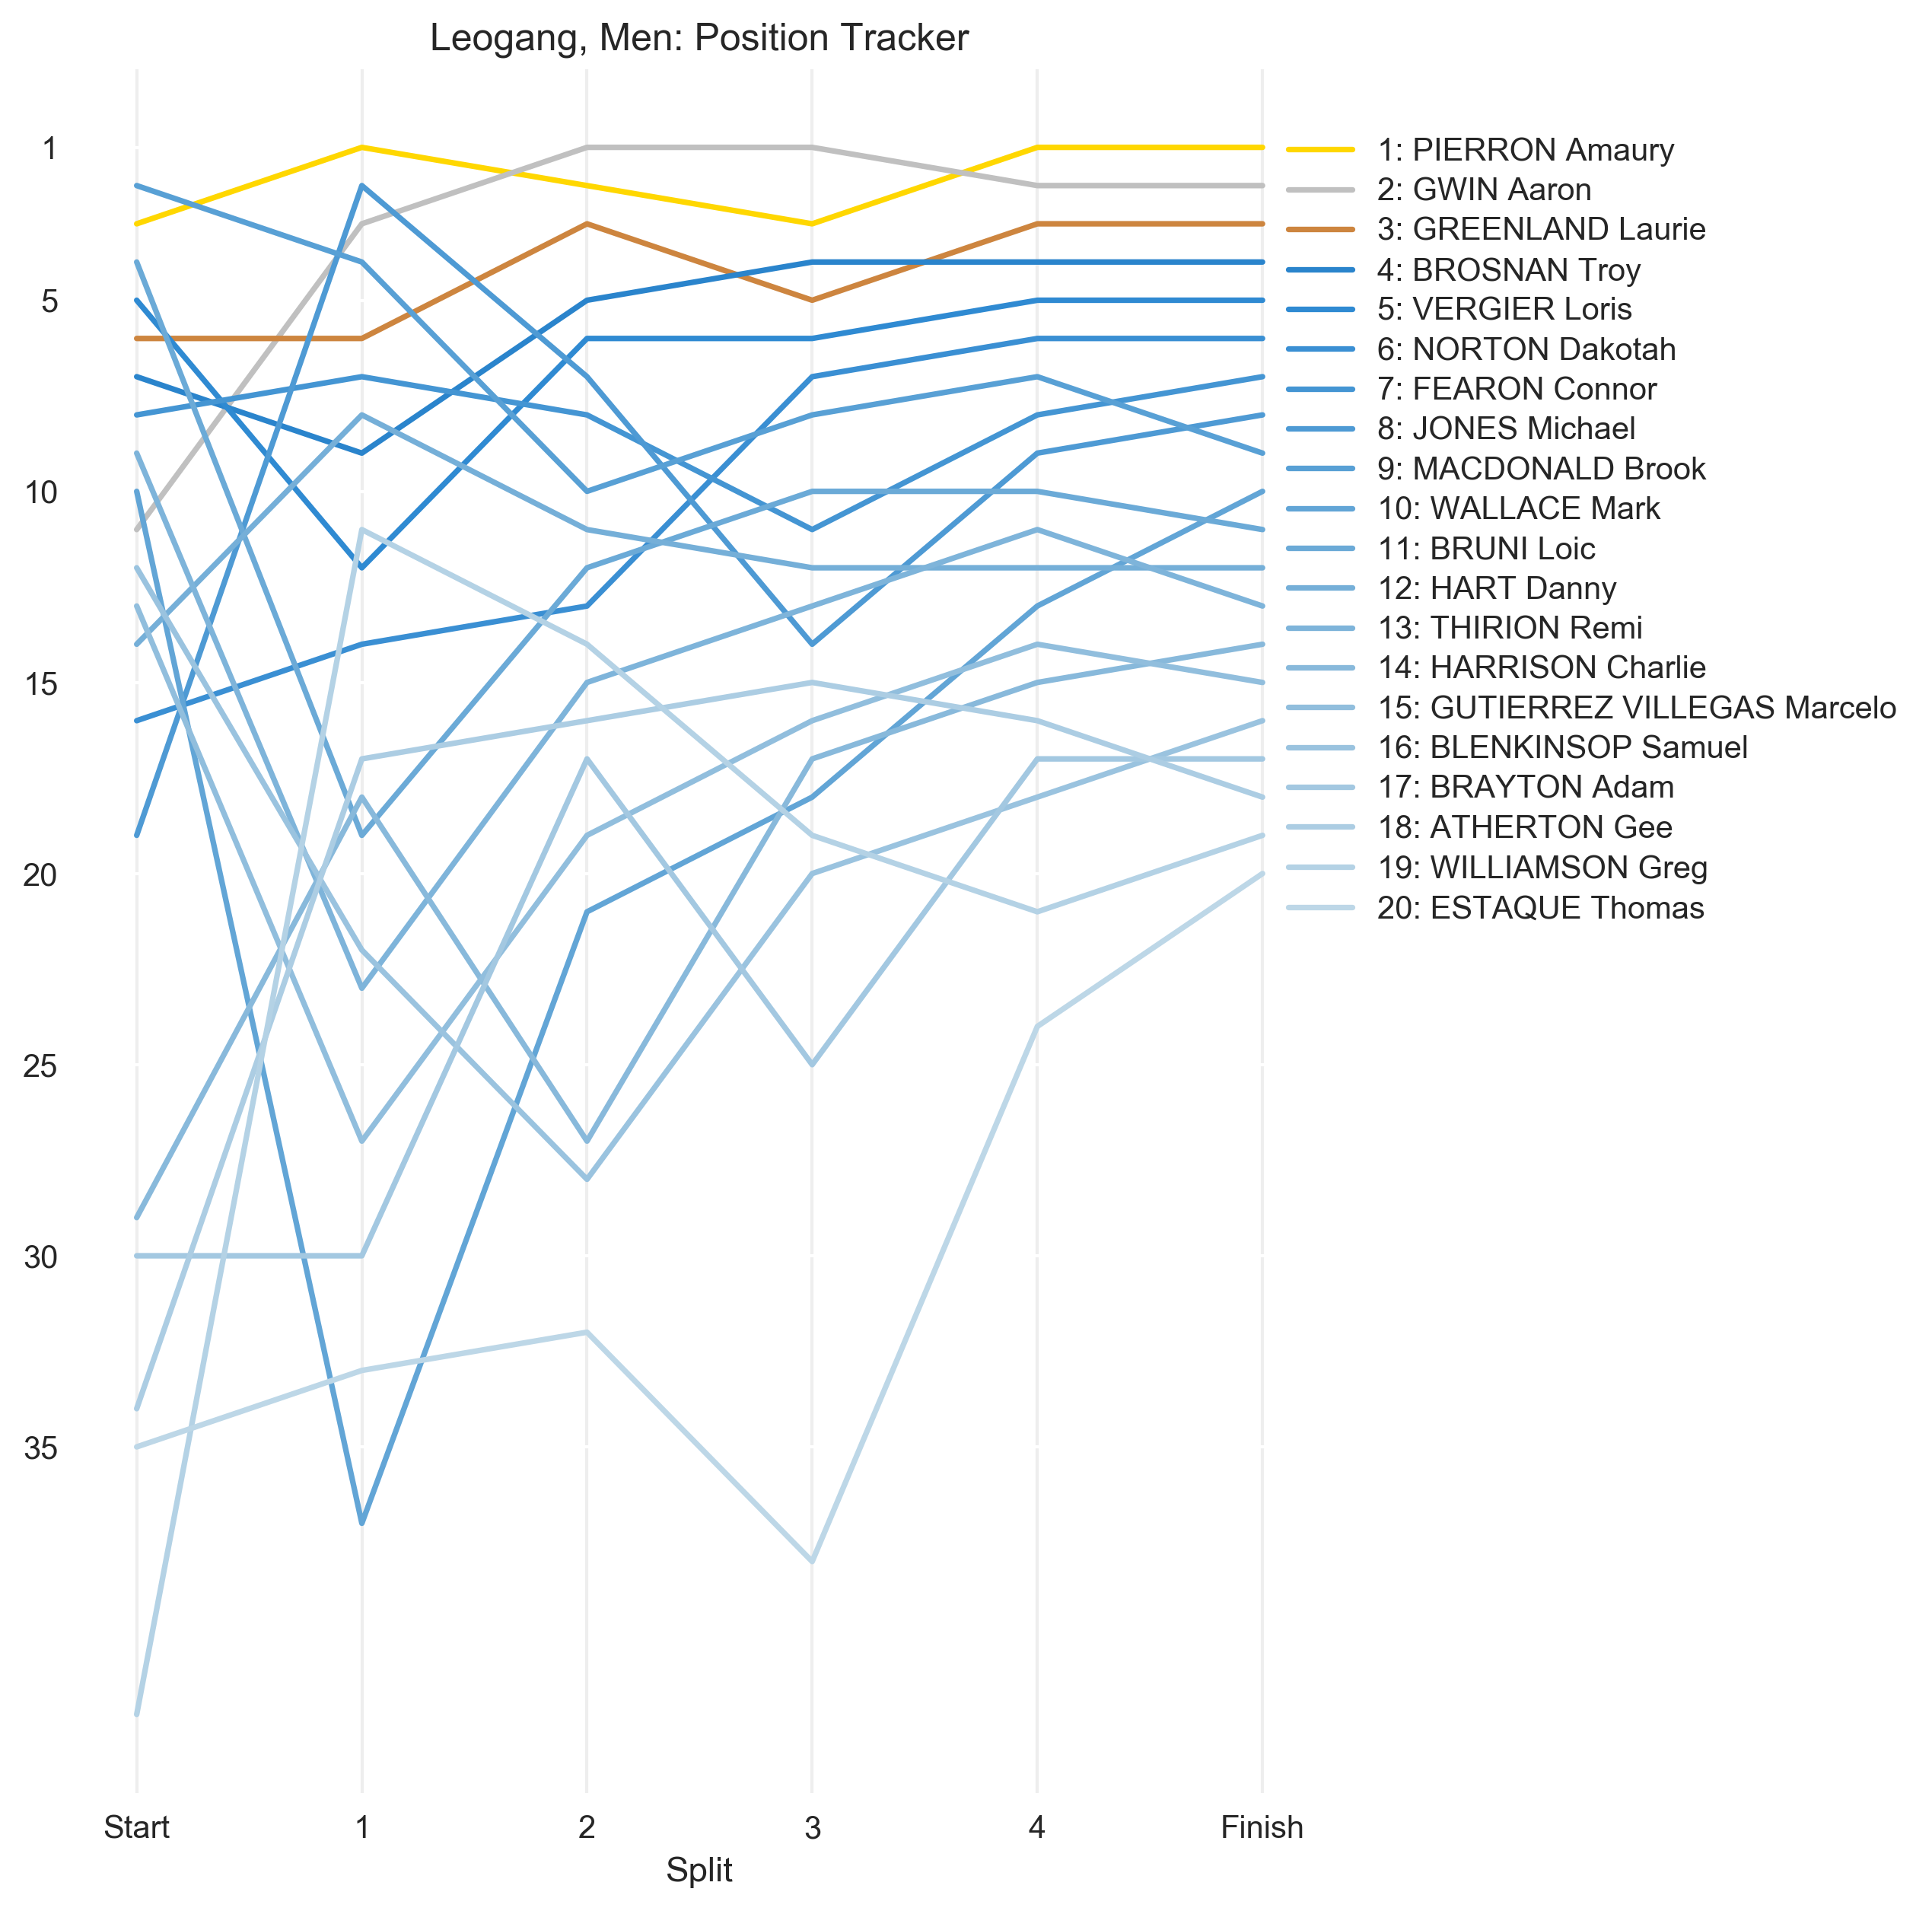 Leogang, Men: Position Tracker
1
5
10
15
20
25
30
35
1: PIERRON Amaury
2: GWIN Aaron
3: GREENLAND Laurie
4: BROSNAN Troy
5: VERGIER Loris
6: NORTON Dakotah
7: FEARON Connor
8: JONES Michael
9: MACDONALD Brook
10: WALLACE Mark
11: BRUNI Loic
12: HART Danny
13: THIRION Remi
14: HARRISON Charlie
15: GUTIERREZ VILLEGAS Marcelo
16: BLENKINSOP Samuel
17: BRAYTON Adam
18: ATHERTON Gee
19: WILLIAMSON Greg
20: ESTAQUE Thomas
Start 1 2 3 4 Finish
Split